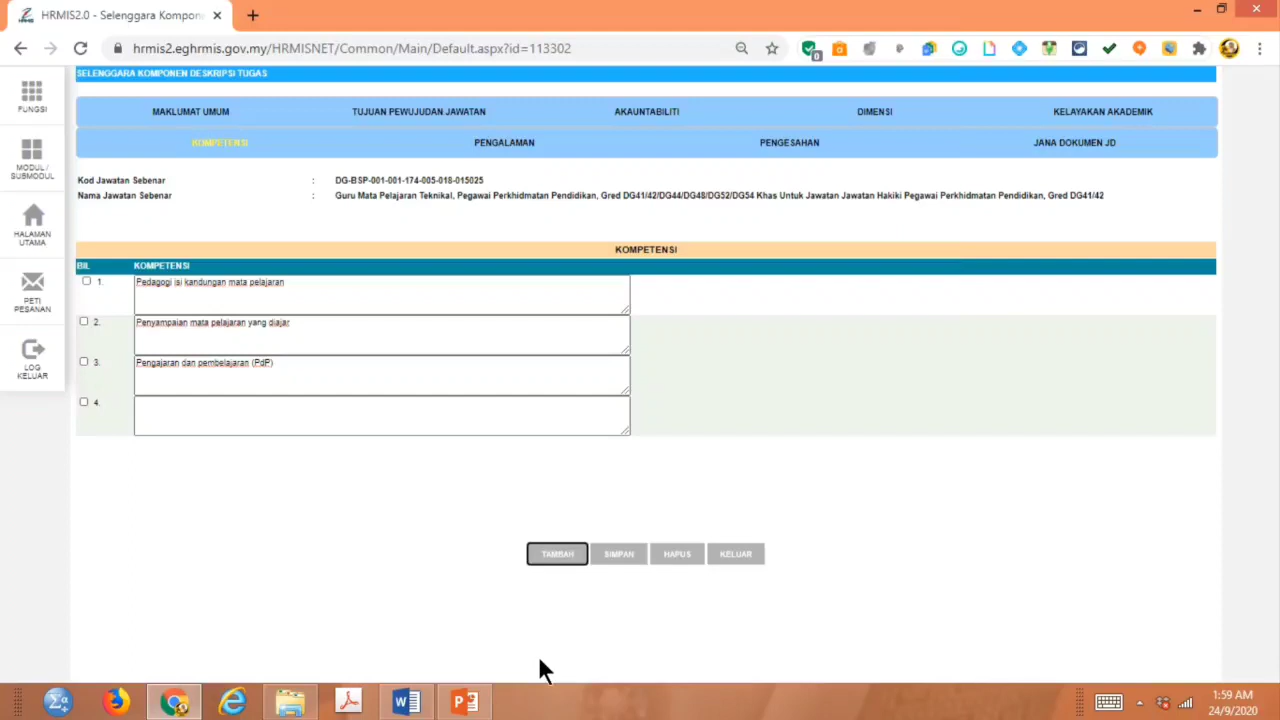 HRMIS2.0 - Selenggara Kompone
hrmis2.eghrmis.gov.my/HRMISNET/Common/Main/Default.aspx?id=113302
0
SELENGGARA KOMPONEN DESKRIPSI TUGAS
FUNGSI
MODUL /
SUBMODUL
HALAMAN
UTAMA
PETI
PESANAN
LOG
KELUAR
MAKLUMAT UMUM TUJUAN PEWUJUDAN JAWATAN AKAUNTABILITI DIMENSI KELAYAKAN AKADEMIK
KOMPETENSI PENGALAMAN PENGESAHAN JANA DOKUMEN JD
Kod Jawatan Sebenar : DG-BSP-001-001-174-005-018-015025
Nama Jawatan Sebenar : Guru Mata Pelajaran Teknikal, Pegawai Perkhidmatan Pendidikan, Gred DG41/42/DG44/DG48/DG52/DG54 Khas Untuk Jawatan Jawatan Hakiki Pegawai Perkhidmatan Pendidikan, Gred DG41/42
KOMPETENSI
BIL KOMPETENSI
1. Pedagogi isi kandungan mata pelajaran
2. Penyampaian mata pelajaran yang diajar
3. Pengajaran dan pembelajaran (PdP)
4.
TAMBAH SIMPAN HAPUS KELUAR
1:59 AM
24/9/2020